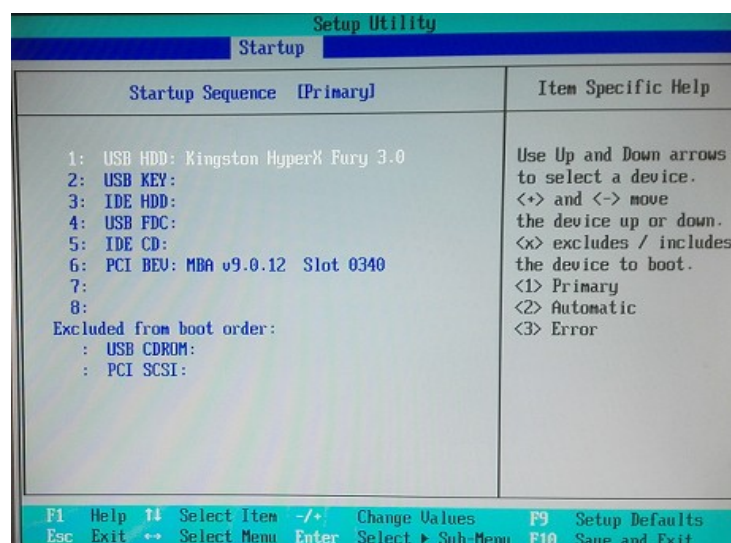 Setup Utility
Startup
Startup Sequence [Primary]
Item Specific Help
1: USB HDD: Kingston HyperX Fury 3.0
2: USB KEY:
3: IDE HDD:
4: USB FDC:
5: IDE CD:
6: PCI BEV: MBA v9.0.12 Slot 0340
7:
8:
Excluded from boot order:
: USB CDROM:
: PCI SCSI:
Use Up and Down arrows
to select a device.
<+> and <-> move
the device up or down.
<x> excludes / includes
the device to boot.
<1> Primary
<2> Automatic
<3> Error
F1 Help ↑↓ Select Item -/+ Change Values F9 Setup Defaults
Esc Exit ↔ Select Menu Enter Select ▶ Sub-Menu F10 Save and Exit